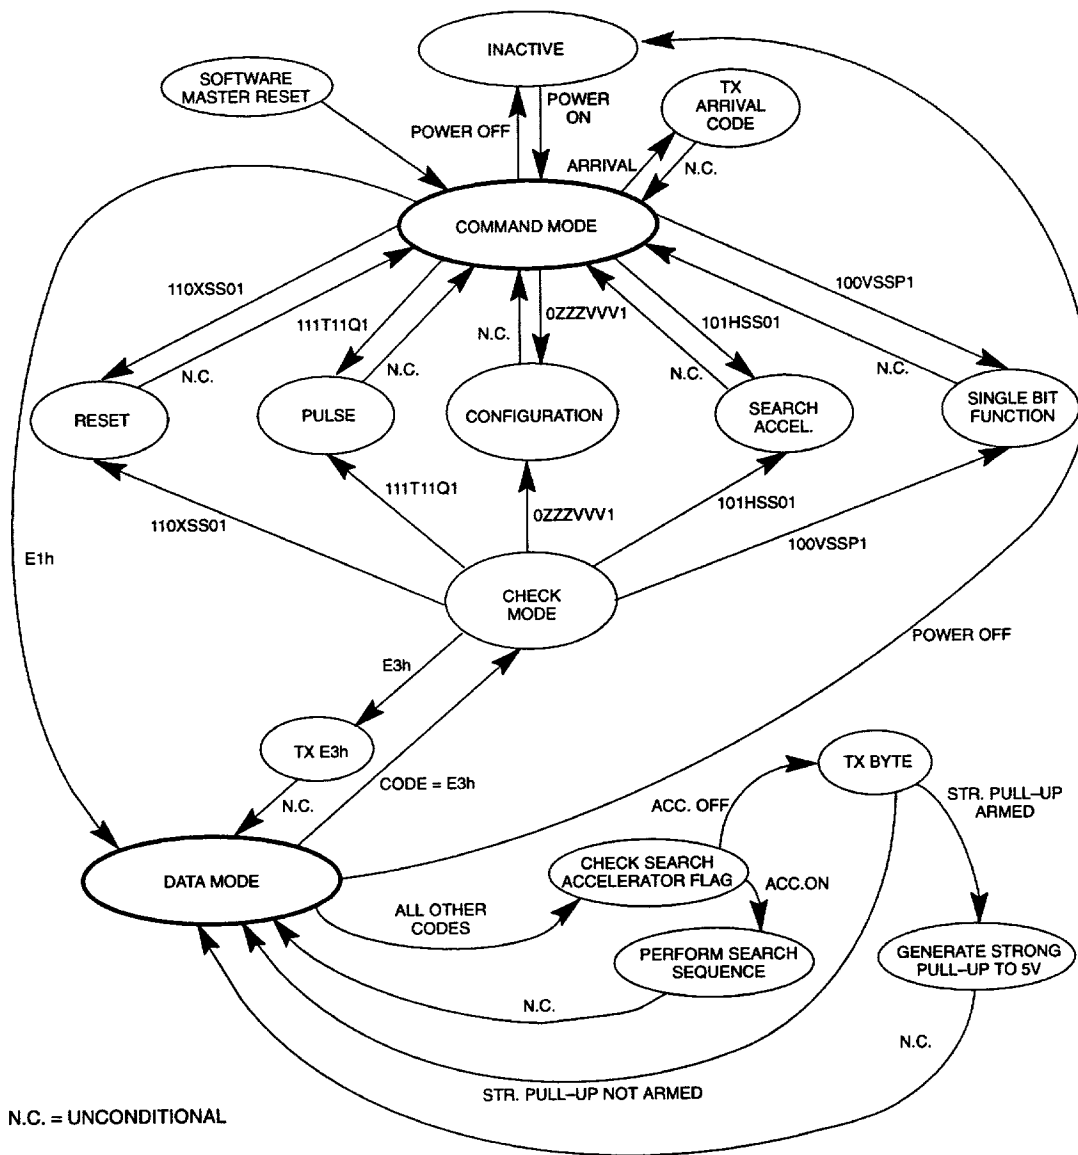 INACTIVE
SOFTWARE
MASTER RESET
TX
ARRIVAL
CODE
POWER OFF
POWER
ON
ARRIVAL
N.C.
COMMAND MODE
110XSS01
111T11Q1
N.C.
0ZZZVVV1
101HSS01
100VSSP1
N.C.
N.C.
N.C.
N.C.
RESET
PULSE
CONFIGURATION
SEARCH
ACCEL.
SINGLE BIT
FUNCTION
110XSS01
111T11Q1
0ZZZVVV1
101HSS01
100VSSP1
E1h
CHECK
MODE
POWER OFF
E3h
TX E3h
CODE = E3h
N.C.
TX BYTE
ACC. OFF
STR. PULL–UP
ARMED
DATA MODE
CHECK SEARCH
ACCELERATOR FLAG
ACC.ON
ALL OTHER
CODES
PERFORM SEARCH
SEQUENCE
GENERATE STRONG
PULL–UP TO 5V
N.C.
N.C.
STR. PULL–UP NOT ARMED
N.C. = UNCONDITIONAL